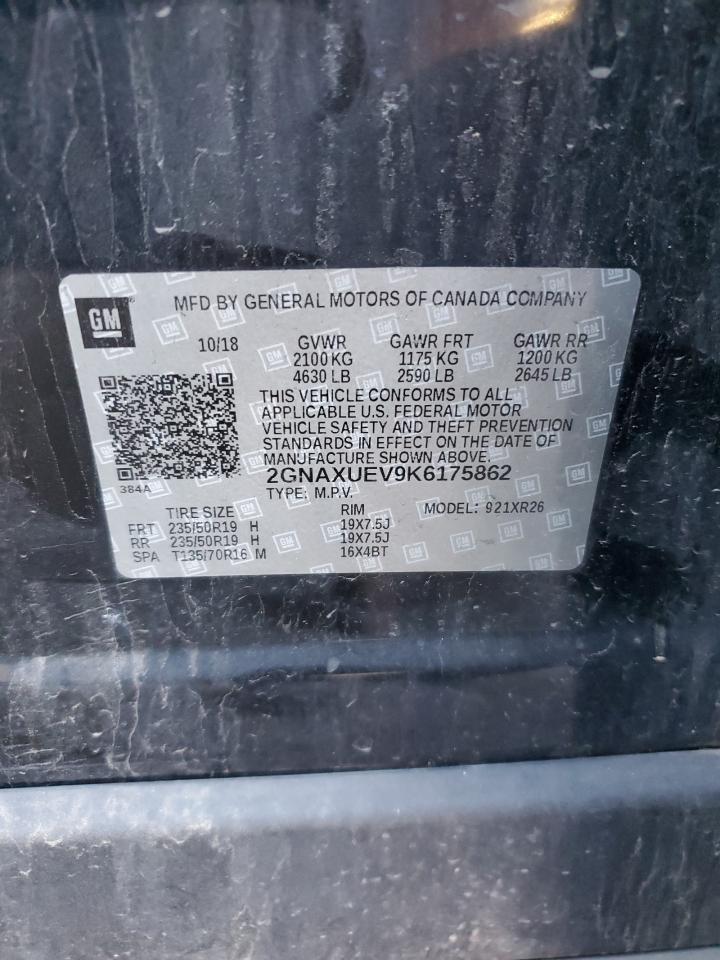 GM
MFD BY GENERAL MOTORS OF CANADA COMPANY
10/18 GVWR GAWR FRT GAWR RR
2100 KG 1175 KG 1200 KG
4630 LB 2590 LB 2645 LB
THIS VEHICLE CONFORMS TO ALL
APPLICABLE U.S. FEDERAL MOTOR
VEHICLE SAFETY AND THEFT PREVENTION
STANDARDS IN EFFECT ON THE DATE OF
MANUFACTURE SHOWN ABOVE.
2GNAXUEV9K6175862
384A
TYPE: M.P.V.
TIRE SIZE RIM MODEL: 921XR26
FRT 235/50R19 H 19X7.5J
RR 235/50R19 H 19X7.5J
SPA T135/70R16 M 16X4BT